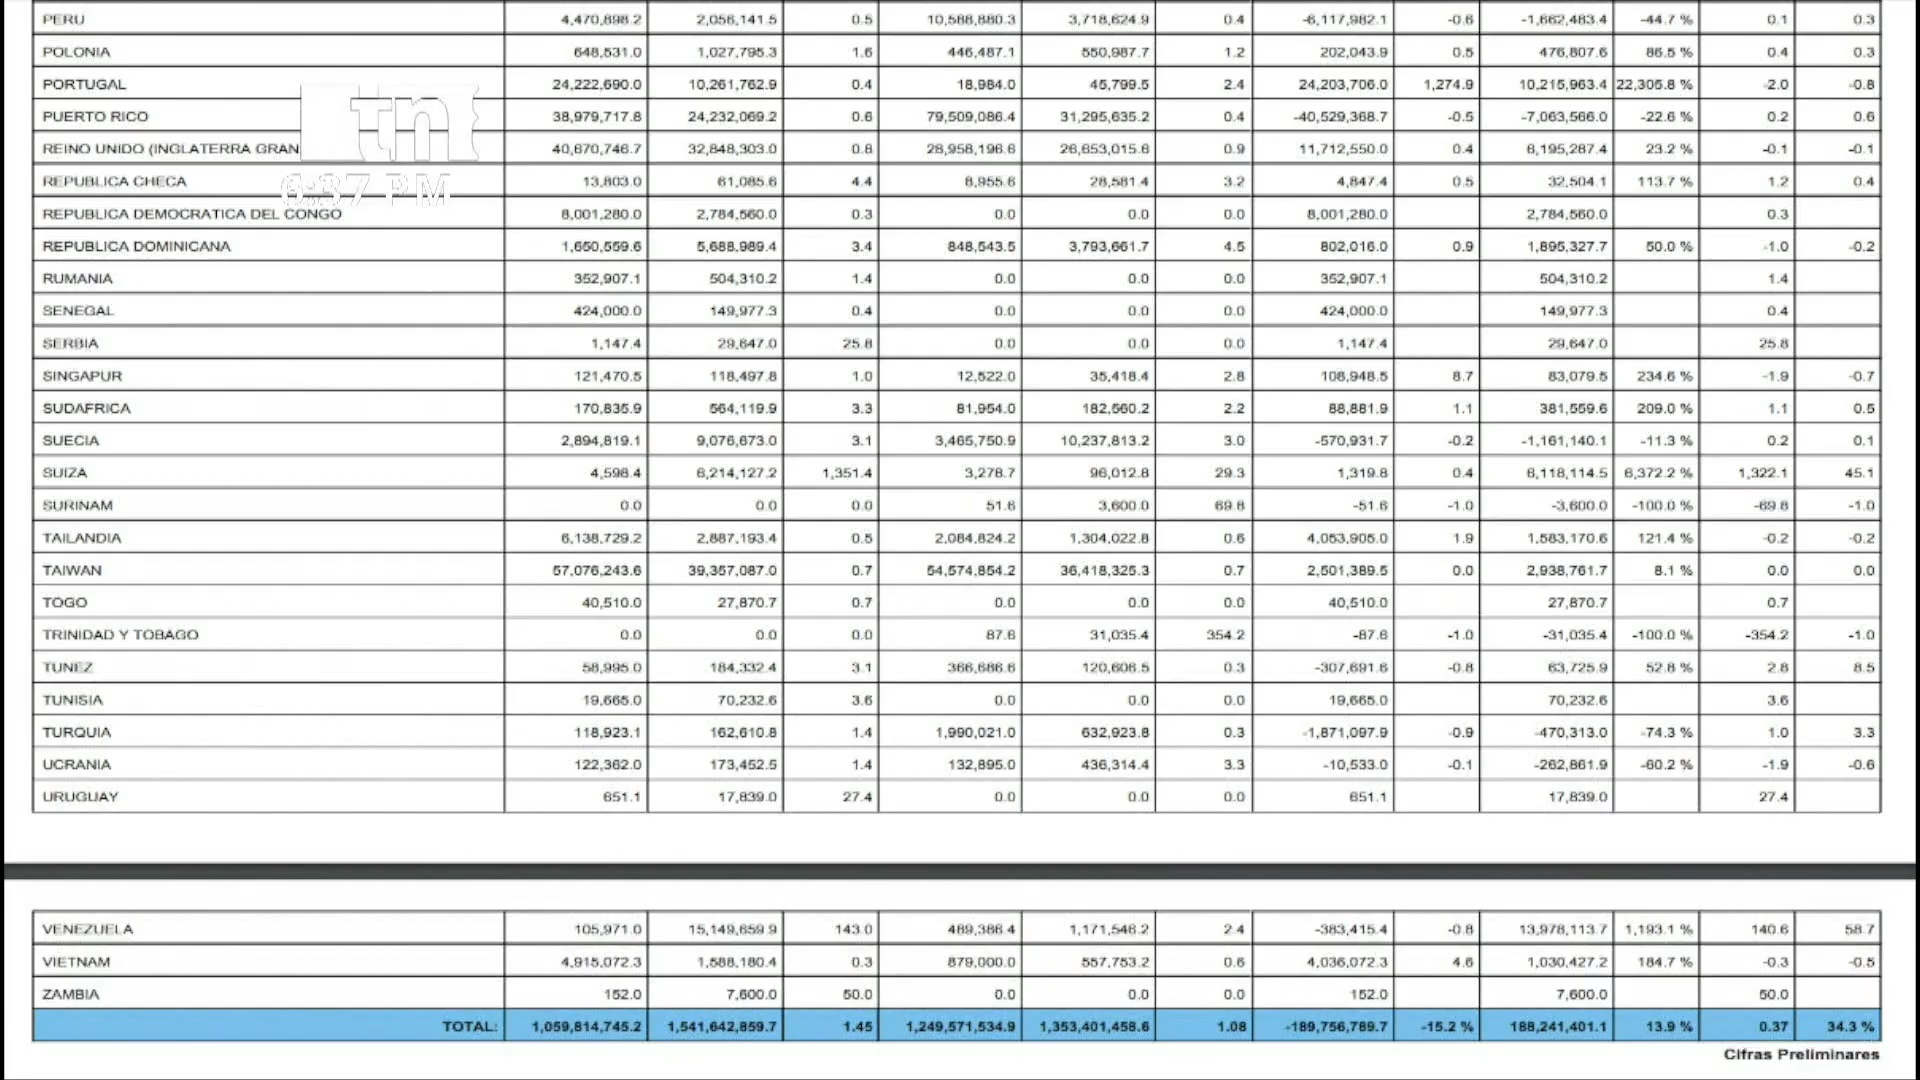 PERU 4,470,898.2 2,056,141.5 0.5 10,588,880.3 3,718,624.9 0.4 -6,117,982.1 -0.6 -1,662,483.4 -44.7 % 0.1 0.3
POLONIA 648,531.0 1,027,795.3 1.6 446,487.1 550,987.7 1.2 202,043.9 0.5 476,807.6 86.5 % 0.4 0.3
PORTUGAL 24,222,690.0 10,261,762.9 0.4 18,984.0 45,799.5 2.4 24,203,706.0 1,274.9 10,215,963.4 22,305.8 % -2.0 -0.8
PUERTO RICO 38,979,717.8 24,232,069.2 0.6 79,509,086.4 31,295,635.2 0.4 -40,529,368.7 -0.5 -7,063,566.0 -22.6 % 0.2 0.6
REINO UNIDO (INGLATERRA GRAN 40,670,746.7 32,848,303.0 0.8 28,958,196.6 26,653,015.6 0.9 11,712,550.0 0.4 6,195,287.4 23.2 % -0.1 -0.1
REPUBLICA CHECA 13,803.0 61,085.6 4.4 8,955.6 28,581.4 3.2 4,847.4 0.5 32,504.1 113.7 % 1.2 0.4
REPUBLICA DEMOCRATICA DEL CONGO 8,001,280.0 2,784,560.0 0.3 0.0 0.0 0.0 8,001,280.0 2,784,560.0 0.3
REPUBLICA DOMINICANA 1,650,559.6 5,688,989.4 3.4 848,543.5 3,793,661.7 4.5 802,016.0 0.9 1,895,327.7 50.0 % -1.0 -0.2
RUMANIA 352,907.1 504,310.2 1.4 0.0 0.0 0.0 352,907.1 504,310.2 1.4
SENEGAL 424,000.0 149,977.3 0.4 0.0 0.0 0.0 424,000.0 149,977.3 0.4
SERBIA 1,147.4 29,647.0 25.8 0.0 0.0 0.0 1,147.4 29,647.0 25.8
SINGAPUR 121,470.5 118,497.8 1.0 12,522.0 35,418.4 2.8 108,948.5 8.7 83,079.5 234.6 % -1.9 -0.7
SUDAFRICA 170,835.9 564,119.9 3.3 81,954.0 182,560.2 2.2 88,881.9 1.1 381,559.6 209.0 % 1.1 0.5
SUECIA 2,894,819.1 9,076,673.0 3.1 3,465,750.9 10,237,813.2 3.0 -570,931.7 -0.2 -1,161,140.1 -11.3 % 0.2 0.1
SUIZA 4,598.4 6,214,127.2 1,351.4 3,278.7 96,012.8 29.3 1,319.8 0.4 6,118,114.5 6,372.2 % 1,322.1 45.1
SURINAM 0.0 0.0 0.0 51.6 3,600.0 69.8 -51.6 -1.0 -3,600.0 -100.0 % -69.8 -1.0
TAILANDIA 6,138,729.2 2,887,193.4 0.5 2,084,824.2 1,304,022.8 0.6 4,053,905.0 1.9 1,583,170.6 121.4 % -0.2 -0.2
TAIWAN 57,076,243.6 39,357,087.0 0.7 54,574,854.2 36,418,325.3 0.7 2,501,389.5 0.0 2,938,761.7 8.1 % 0.0 0.0
TOGO 40,510.0 27,870.7 0.7 0.0 0.0 0.0 40,510.0 27,870.7 0.7
TRINIDAD Y TOBAGO 0.0 0.0 0.0 87.6 31,035.4 354.2 -87.6 -1.0 -31,035.4 -100.0 % -354.2 -1.0
TUNEZ 58,995.0 184,332.4 3.1 366,686.6 120,606.5 0.3 -307,691.6 -0.8 63,725.9 52.8 % 2.8 8.5
TUNISIA 19,665.0 70,232.6 3.6 0.0 0.0 0.0 19,665.0 70,232.6 3.6
TURQUIA 118,923.1 162,610.8 1.4 1,990,021.0 632,923.8 0.3 -1,871,097.9 -0.9 -470,313.0 -74.3 % 1.0 3.3
UCRANIA 122,362.0 173,452.5 1.4 132,895.0 436,314.4 3.3 -10,533.0 -0.1 -262,861.9 -60.2 % -1.9 -0.6
URUGUAY 651.1 17,839.0 27.4 0.0 0.0 0.0 651.1 17,839.0 27.4
tn
6:37 PM
VENEZUELA 105,971.0 15,149,659.9 143.0 489,386.4 1,171,546.2 2.4 -383,415.4 -0.8 13,978,113.7 1,193.1 % 140.6 58.7
VIETNAM 4,915,072.3 1,588,180.4 0.3 879,000.0 557,753.2 0.6 4,036,072.3 4.6 1,030,427.2 184.7 % -0.3 -0.5
ZAMBIA 152.0 7,600.0 50.0 0.0 0.0 0.0 152.0 7,600.0 50.0
TOTAL: 1,059,814,745.2 1,541,642,859.7 1.45 1,249,571,534.9 1,353,401,458.6 1.08 -189,756,789.7 -15.2 % 188,241,401.1 13.9 % 0.37 34.3 %
Cifras Preliminares